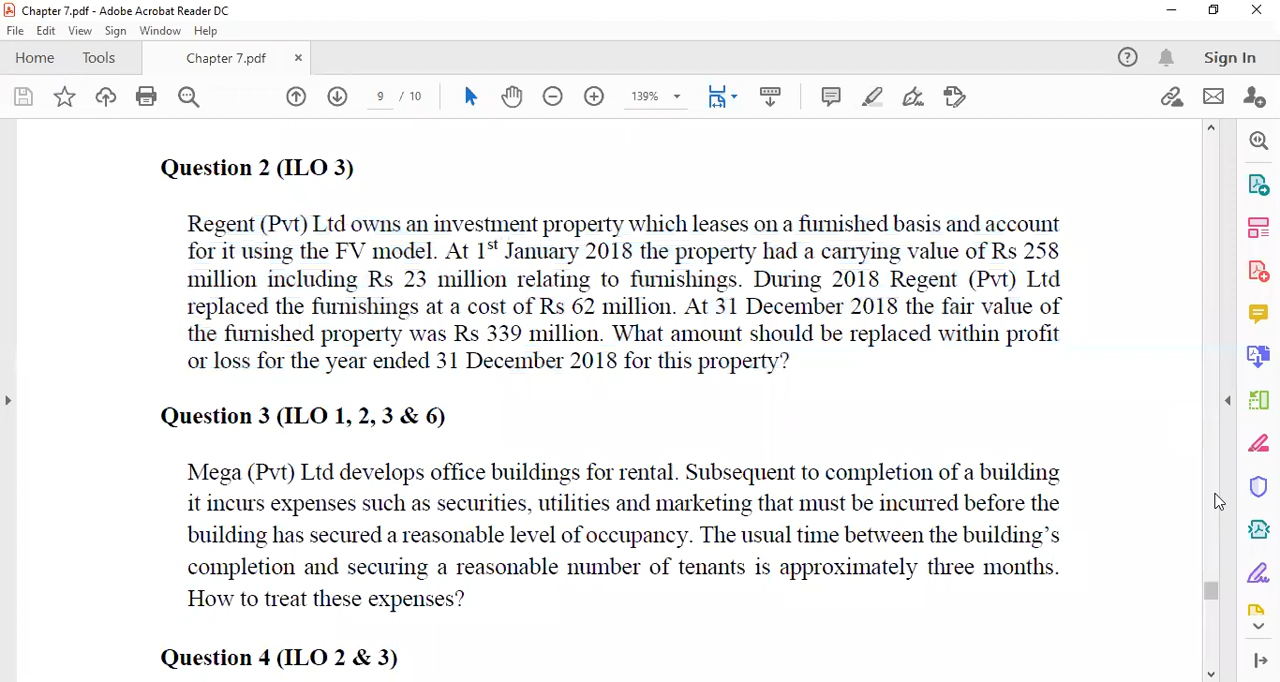 Chapter 7.pdf - Adobe Acrobat Reader DC
File Edit View Sign Window Help
Home Tools Chapter 7.pdf × Sign In
9 / 10 139%
Question 2 (ILO 3)
Regent (Pvt) Ltd owns an investment property which leases on a furnished basis and account
for it using the FV model. At 1st January 2018 the property had a carrying value of Rs 258
million including Rs 23 million relating to furnishings. During 2018 Regent (Pvt) Ltd
replaced the furnishings at a cost of Rs 62 million. At 31 December 2018 the fair value of
the furnished property was Rs 339 million. What amount should be replaced within profit
or loss for the year ended 31 December 2018 for this property?
Question 3 (ILO 1, 2, 3 & 6)
Mega (Pvt) Ltd develops office buildings for rental. Subsequent to completion of a building
it incurs expenses such as securities, utilities and marketing that must be incurred before the
building has secured a reasonable level of occupancy. The usual time between the building's
completion and securing a reasonable number of tenants is approximately three months.
How to treat these expenses?
Question 4 (ILO 2 & 3)